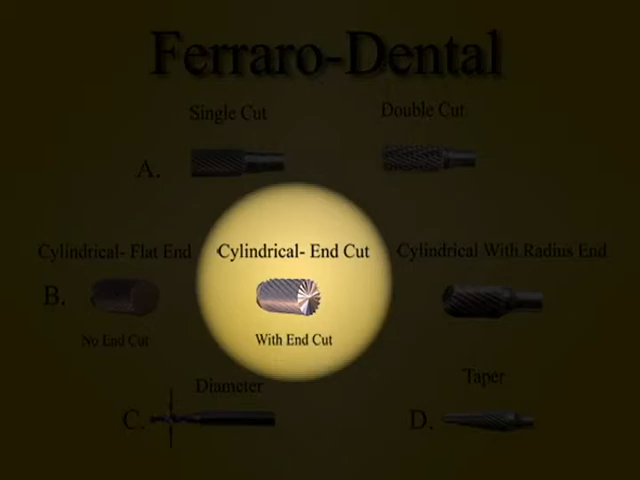 Ferraro-Dental
Single Cut
Double Cut
A.
Cylindrical- Flat End
Cylindrical- End Cut
Cylindrical With Radius End
B.
No End Cut
With End Cut
Diameter
Taper
C.
D.